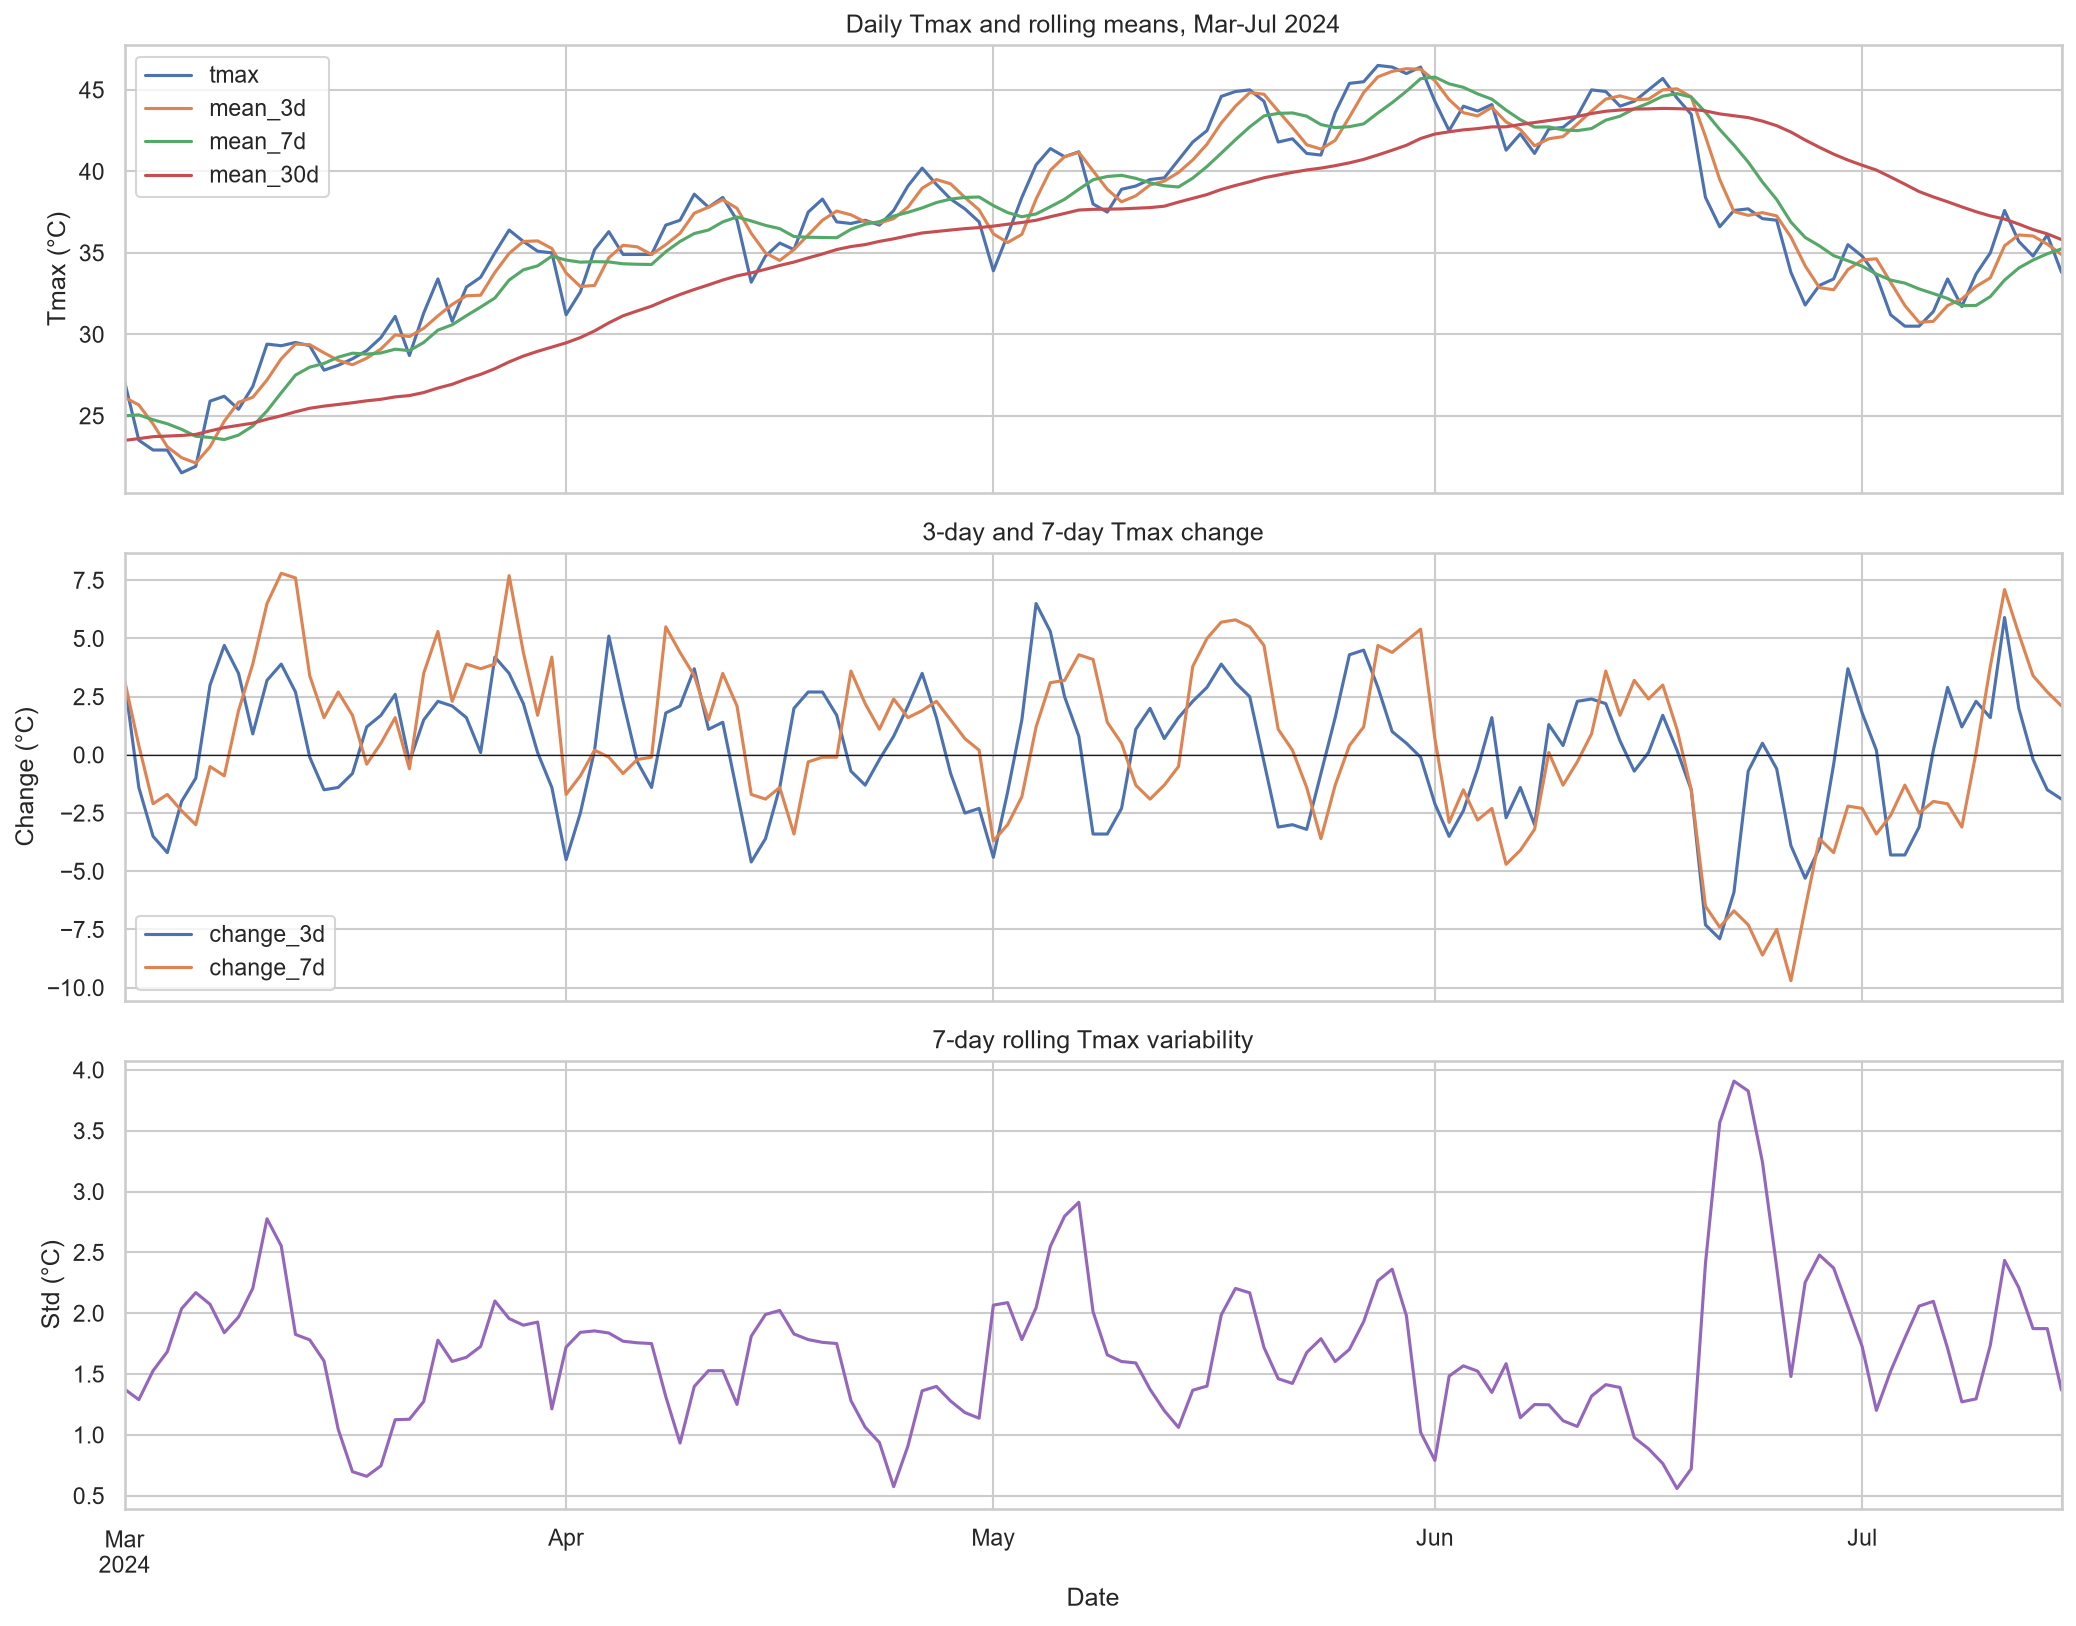 Daily Tmax and rolling means, Mar-Jul 2024
tmax
mean_3d
mean_7d
mean_30d
45
40
35
30
25
Tmax (°C)
3-day and 7-day Tmax change
7.5
5.0
2.5
0.0
−2.5
−5.0
−7.5
−10.0
Change (°C)
change_3d
change_7d
7-day rolling Tmax variability
4.0
3.5
3.0
2.5
2.0
1.5
1.0
0.5
Std (°C)
Mar
2024
Apr
May
Jun
Jul
Date